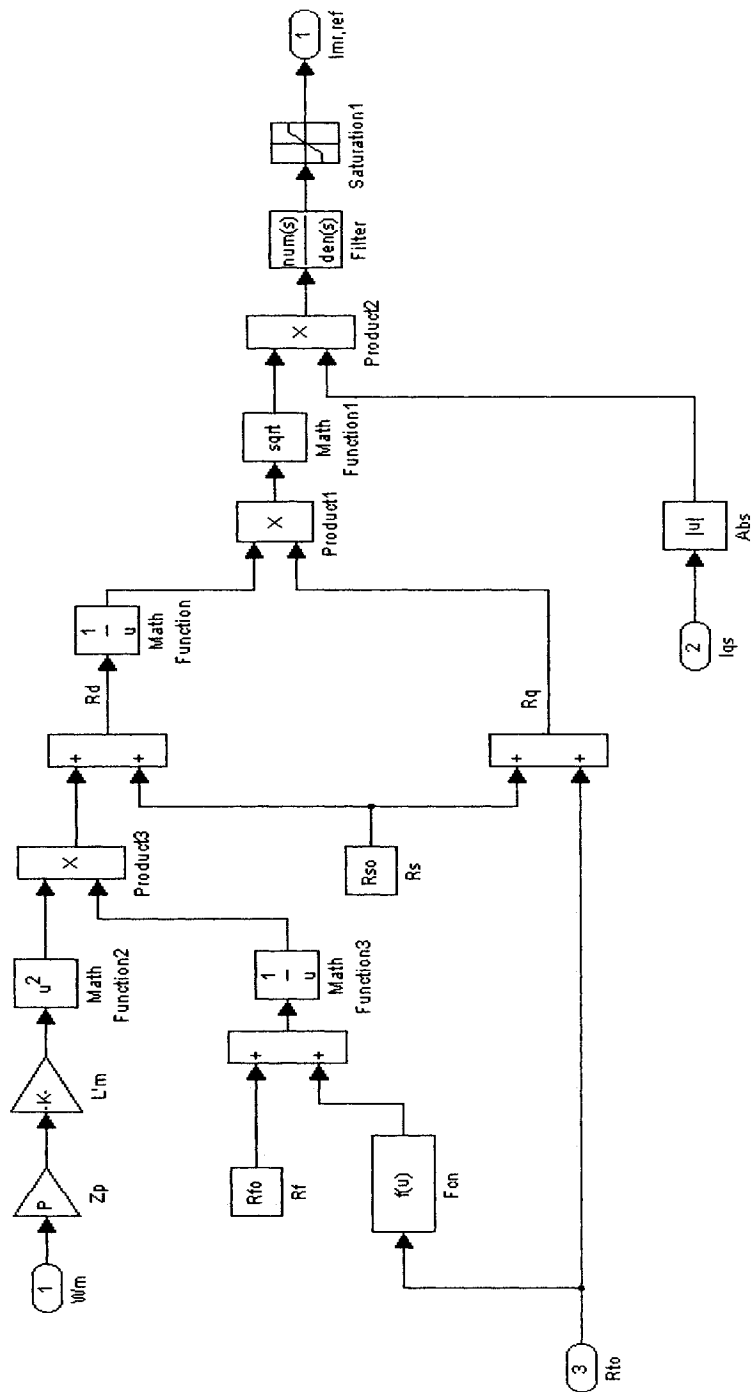 1
Wm
P
Zp
-K-
L'm
u²
Math
Function2
X
Product3
Rd
1
u
Math
Function
X
Product1
sqrt
Math
Function1
X
Product2
num(s)
den(s)
Filter
Saturation1
1
Imr,ref
Rfo
Rf
f(u)
Fon
1
u
Math
Function3
Rso
Rs
Rq
3
Rto
2
Iqs
|u|
Abs
+
+
+
+
+
+